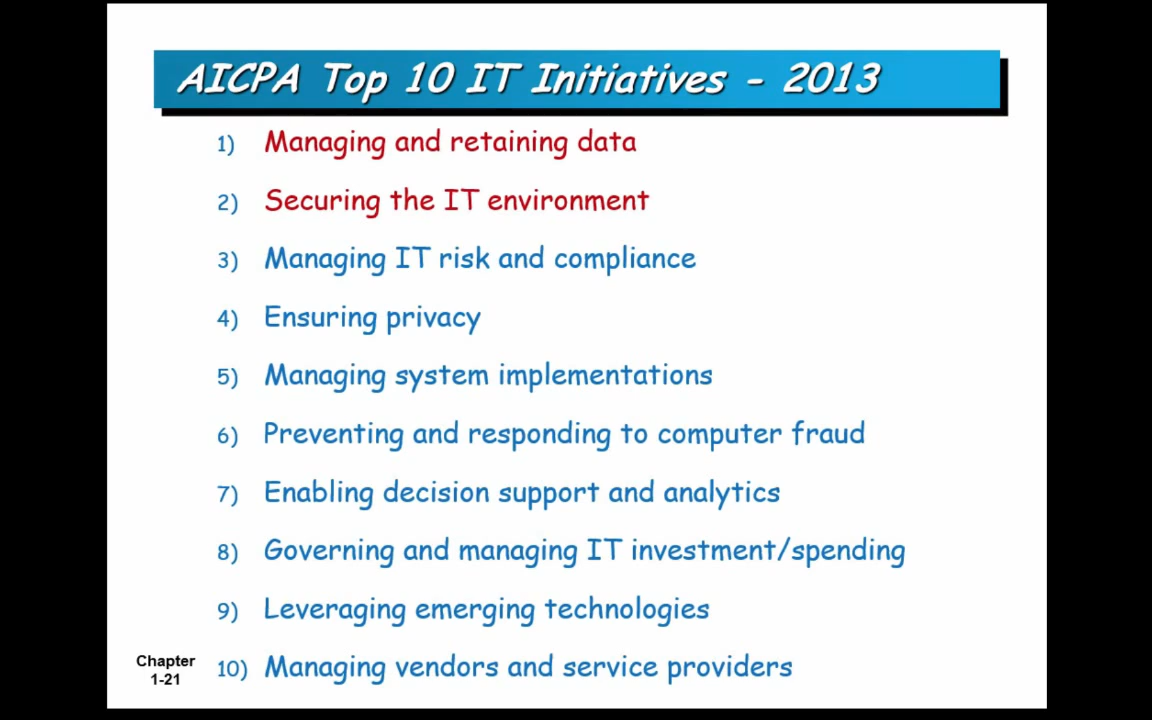 AICPA Top 10 IT Initiatives - 2013
1) Managing and retaining data
2) Securing the IT environment
3) Managing IT risk and compliance
4) Ensuring privacy
5) Managing system implementations
6) Preventing and responding to computer fraud
7) Enabling decision support and analytics
8) Governing and managing IT investment/spending
9) Leveraging emerging technologies
10) Managing vendors and service providers
Chapter
1-21